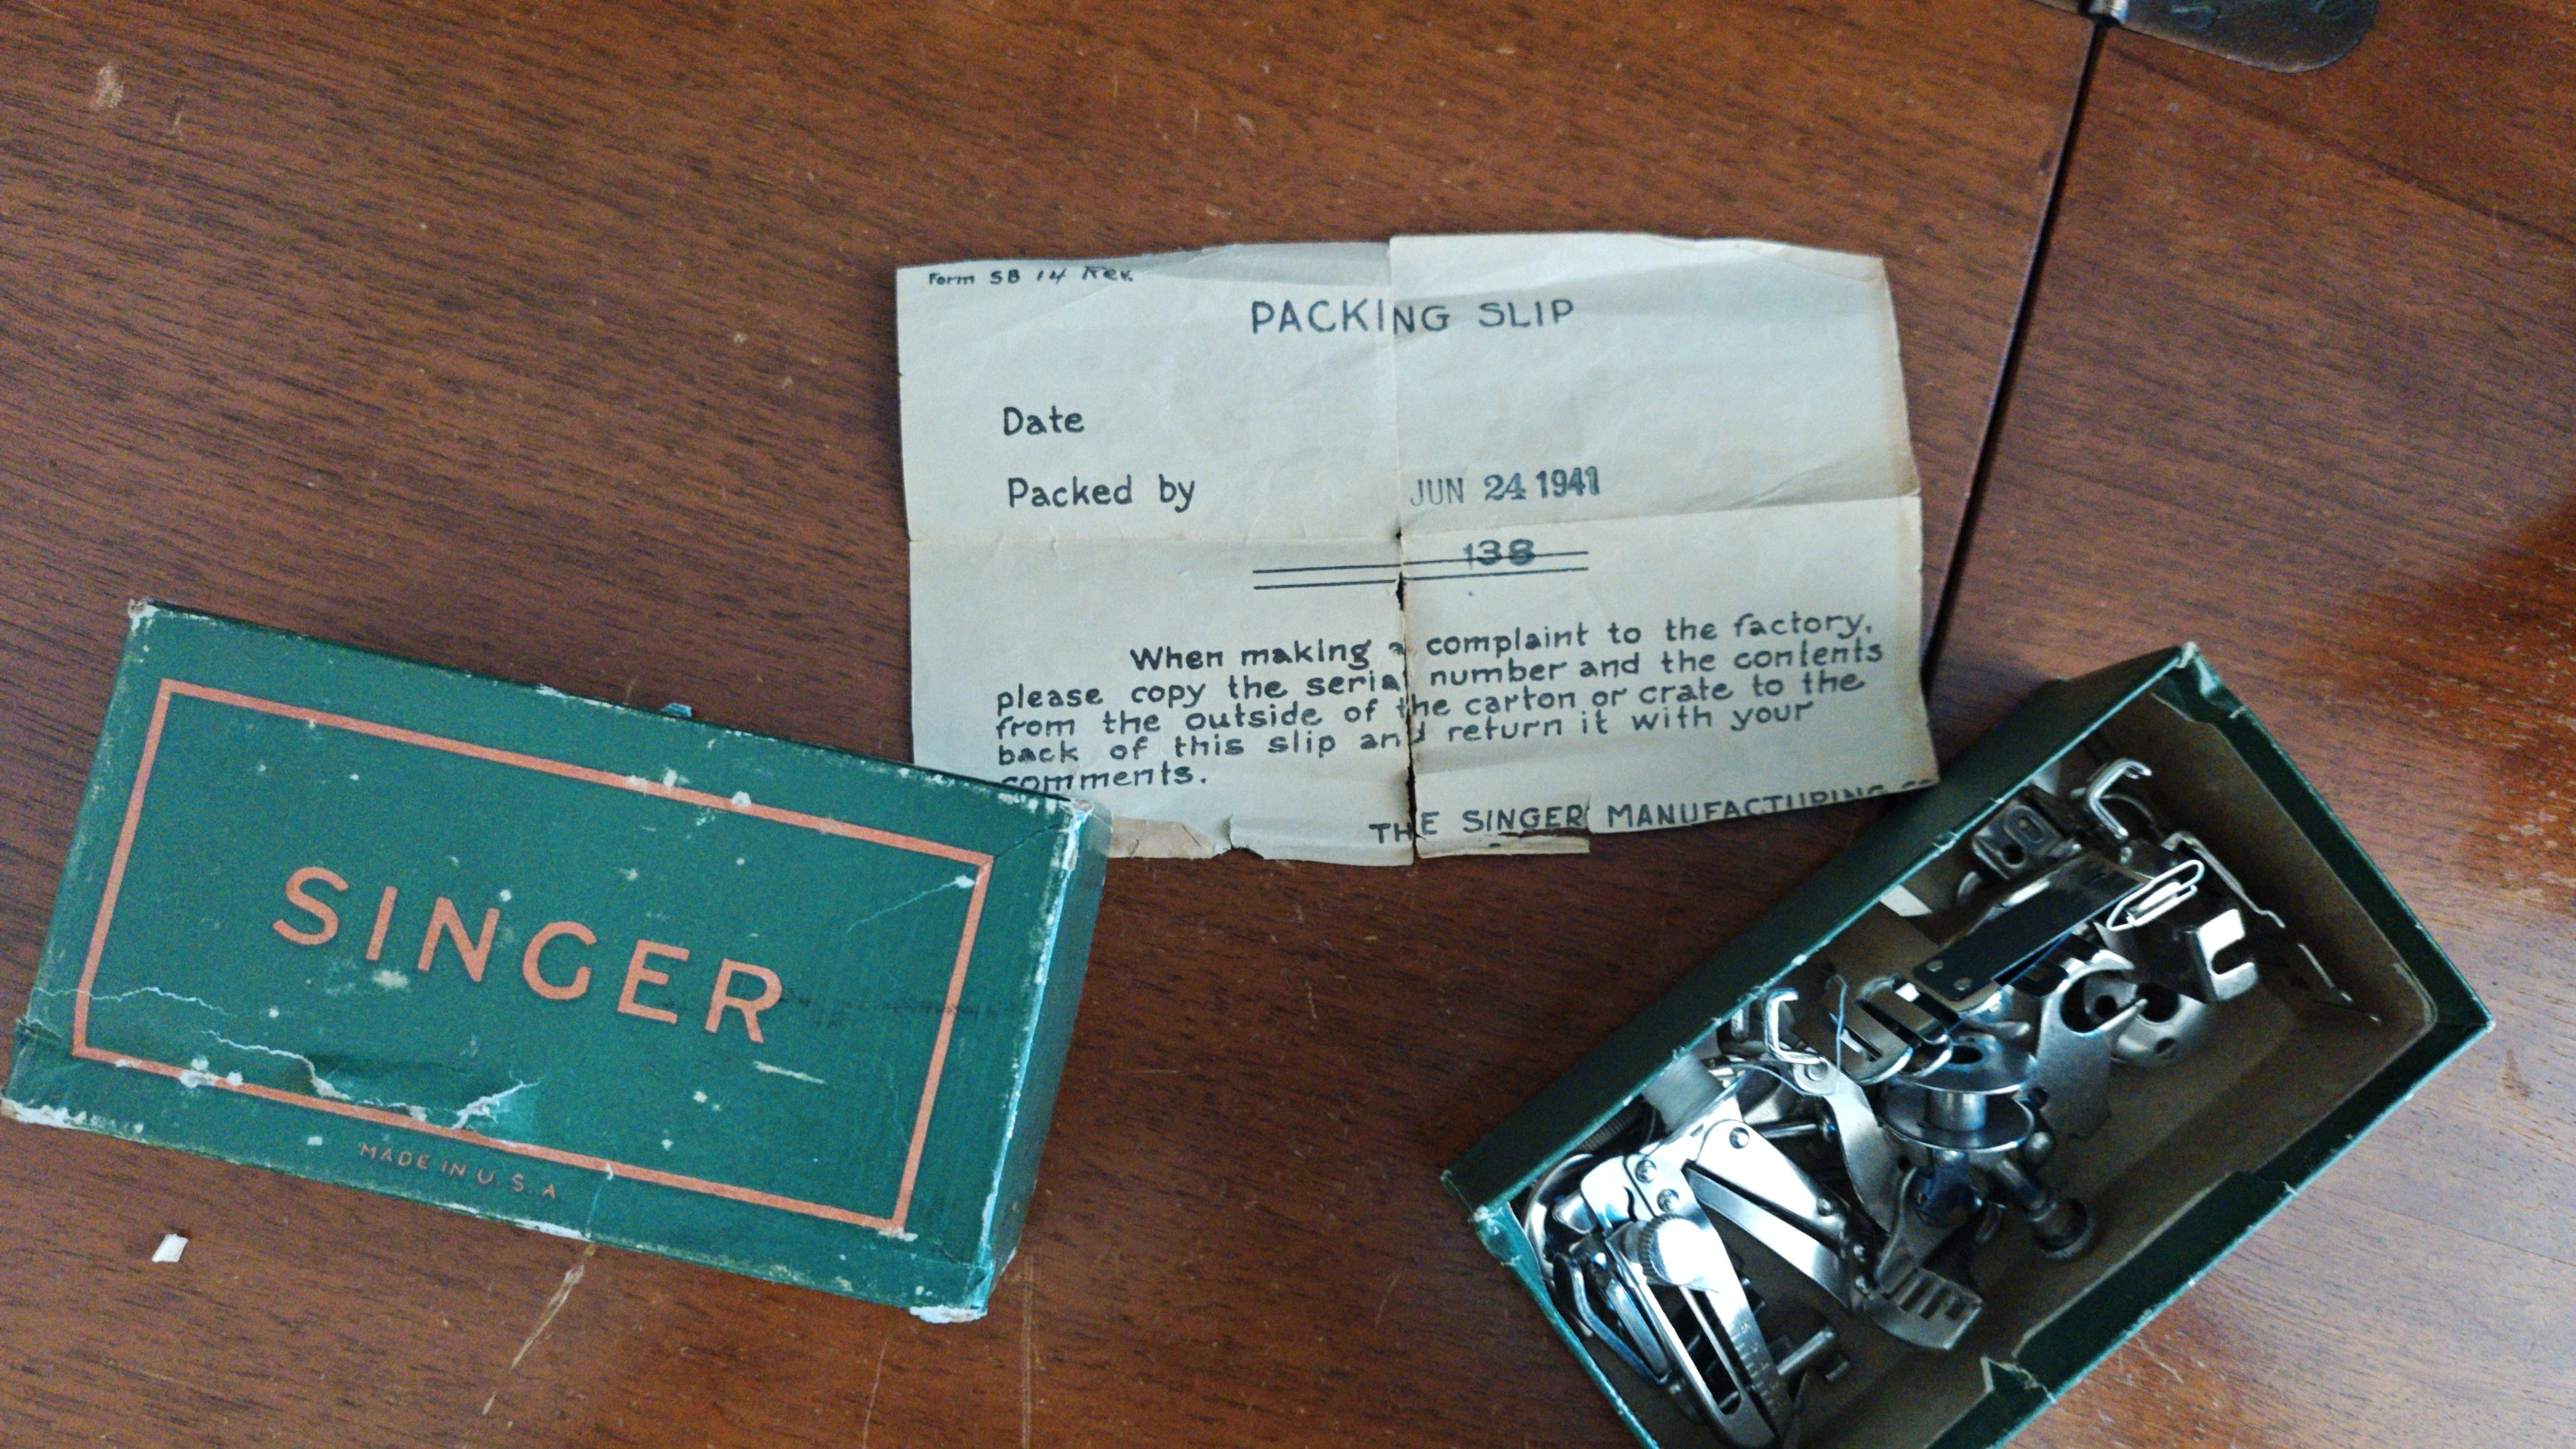 Form SB 14 Rev.
PACKING SLIP
Date
Packed by
JUN 24 1941
138
When making a complaint to the factory,
please copy the serial number and the contents
from the outside of the carton or crate to the
back of this slip and return it with your
comments.
THE SINGER MANUFACTURING
SINGER
MADE IN U.S.A.